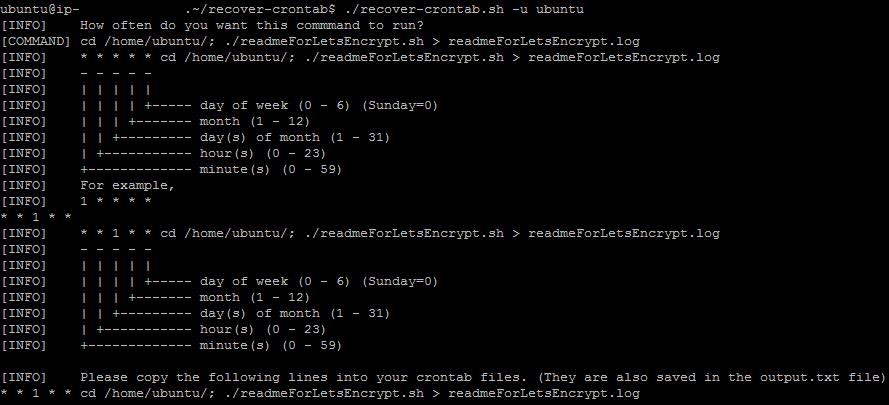 ubuntu@ip-                .~/recover-crontab$ ./recover-crontab.sh -u ubuntu
[INFO]    How often do you want this commmand to run?
[COMMAND] cd /home/ubuntu/; ./readmeForLetsEncrypt.sh > readmeForLetsEncrypt.log
[INFO]    * * * * * cd /home/ubuntu/; ./readmeForLetsEncrypt.sh > readmeForLetsEncrypt.log
[INFO]    - - - - -
[INFO]    | | | | |
[INFO]    | | | | +----- day of week (0 - 6) (Sunday=0)
[INFO]    | | | +------- month (1 - 12)
[INFO]    | | +--------- day(s) of month (1 - 31)
[INFO]    | +----------- hour(s) (0 - 23)
[INFO]    +------------- minute(s) (0 - 59)
[INFO]    For example,
[INFO]    1 * * * *
* * 1 * *
[INFO]    * * 1 * * cd /home/ubuntu/; ./readmeForLetsEncrypt.sh > readmeForLetsEncrypt.log
[INFO]    - - - - -
[INFO]    | | | | |
[INFO]    | | | | +----- day of week (0 - 6) (Sunday=0)
[INFO]    | | | +------- month (1 - 12)
[INFO]    | | +--------- day(s) of month (1 - 31)
[INFO]    | +----------- hour(s) (0 - 23)
[INFO]    +------------- minute(s) (0 - 59)

[INFO]    Please copy the following lines into your crontab files. (They are also saved in the output.txt file)
* * 1 * * cd /home/ubuntu/; ./readmeForLetsEncrypt.sh > readmeForLetsEncrypt.log